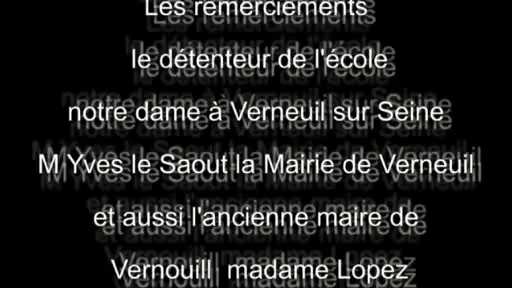 Les remerciements
le détenteur de l'école
notre dame à Verneuil sur Seine
M Yves le Saout la Mairie de Verneuil
et aussi l'ancienne maire de
Vernouill madame Lopez